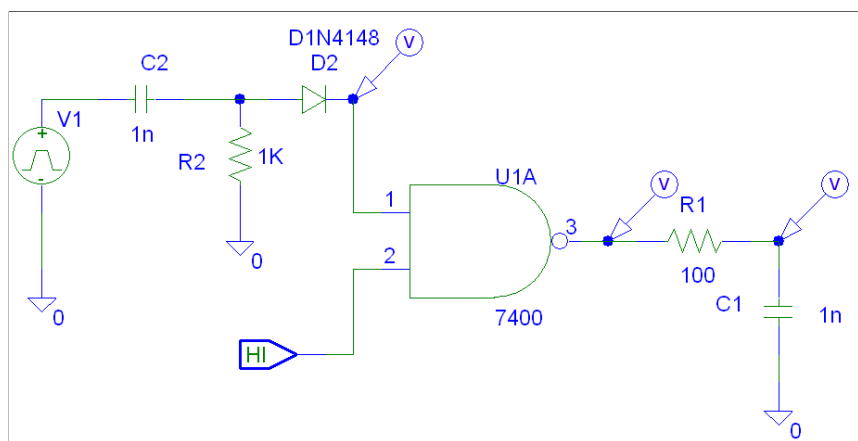 D1N4148
V
C2
D2
V1
1n
R2
1K
U1A
V
V
1
3
R1
0
2
100
0
C1
1n
7400
HI
0